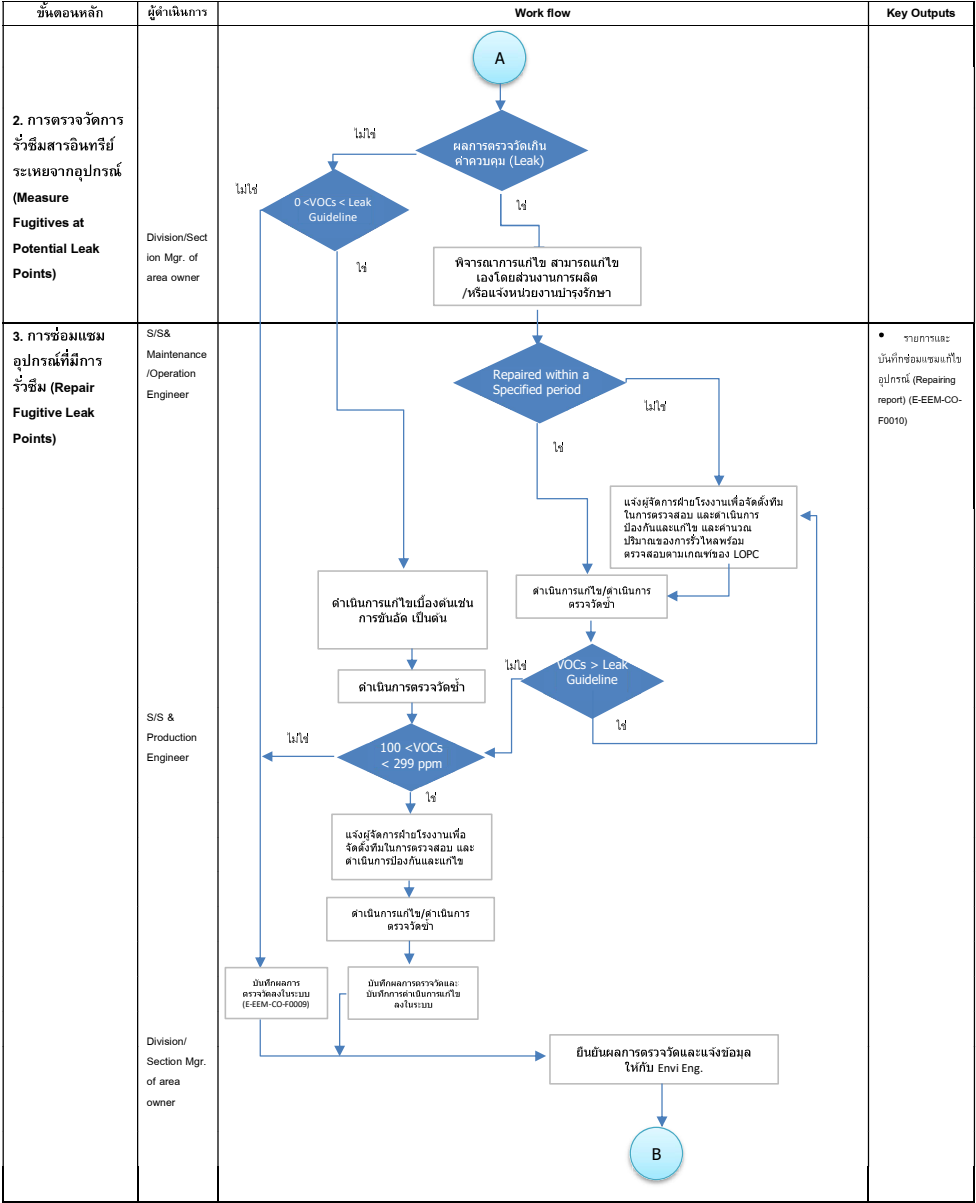 ขั้นตอนหลัก
ผู้ดำเนินการ
Work flow
Key Outputs
2. การตรวจวัดการ
รั่วซึมสารอินทรีย์
ระเหยจากอุปกรณ์
(Measure
Fugitives at
Potential Leak
Points)
Division/Sect
ion Mgr. of
area owner
A
ผลการตรวจวัดเกิน
ค่าควบคุม (Leak)
ไม่ใช่
ใช่
0 <VOCs < Leak
Guideline
ไม่ใช่
ใช่
พิจารณาการแก้ไข สามารถแก้ไข
เองโดยส่วนงานการผลิต
/หรือแจ้งหน่วยงานบำรุงรักษา
3. การซ่อมแซม
อุปกรณ์ที่มีการ
รั่วซึม (Repair
Fugitive Leak
Points)
S/S&
Maintenance
/Operation
Engineer
Repaired within a
Specified period
ไม่ใช่
ใช่
• รายการและ
บันทึกซ่อมแซมแก้ไข
อุปกรณ์ (Repairing
report) (E-EEM-CO-
F0010)
แจ้งผู้จัดการฝ่ายโรงงานเพื่อจัดตั้งทีม
ในการตรวจสอบ และดำเนินการ
ป้องกันและแก้ไข และคำนวณ
ปริมาณของการรั่วไหลพร้อม
ตรวจสอบตามเกณฑ์ของ LOPC
ดำเนินการแก้ไขเบื้องต้นเช่น
การขันอัด เป็นต้น
ดำเนินการแก้ไข/ดำเนินการ
ตรวจวัดซ้ำ
VOCs > Leak
Guideline
ไม่ใช่
ใช่
ดำเนินการตรวจวัดซ้ำ
S/S &
Production
Engineer
100 <VOCs
< 299 ppm
ไม่ใช่
ใช่
แจ้งผู้จัดการฝ่ายโรงงานเพื่อ
จัดตั้งทีมในการตรวจสอบ และ
ดำเนินการป้องกันและแก้ไข
ดำเนินการแก้ไข/ดำเนินการ
ตรวจวัดซ้ำ
บันทึกผลการ
ตรวจวัดลงในระบบ
(E-EEM-CO-F0009)
บันทึกผลการตรวจวัดและ
บันทึกการดำเนินการแก้ไข
ลงในระบบ
Division/
Section Mgr.
of area
owner
ยืนยันผลการตรวจวัดและแจ้งข้อมูล
ให้กับ Envi Eng.
B